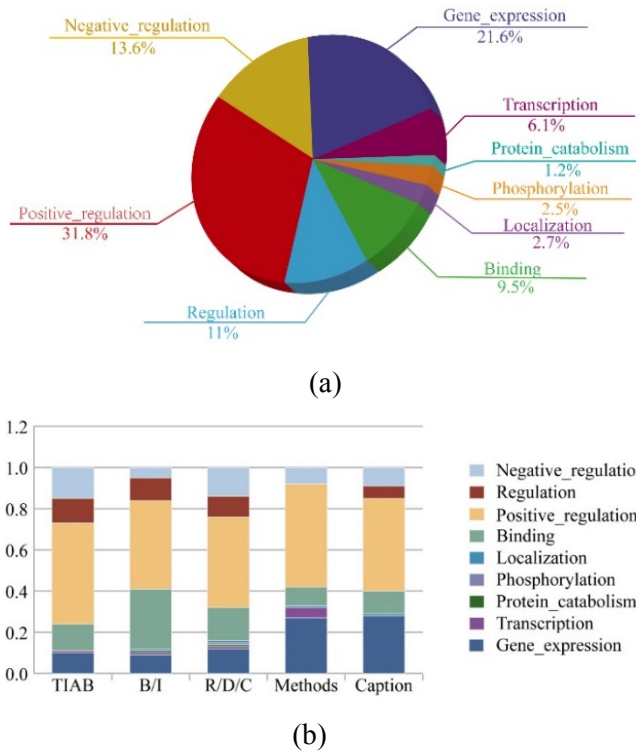 Negative_regulation
13.6%
Gene_expression
21.6%
Transcription
6.1%
Protein_catabolism
1.2%
Phosphorylation
2.5%
Localization
2.7%
Binding
9.5%
Regulation
11%
Positive_regulation
31.8%
(a)
1.2
1.0
0.8
0.6
0.4
0.2
0.0
TIAB B/I R/D/C Methods Caption
Negative_regulation
Regulation
Positive_regulation
Binding
Localization
Phosphorylation
Protein_catabolism
Transcription
Gene_expression
(b)